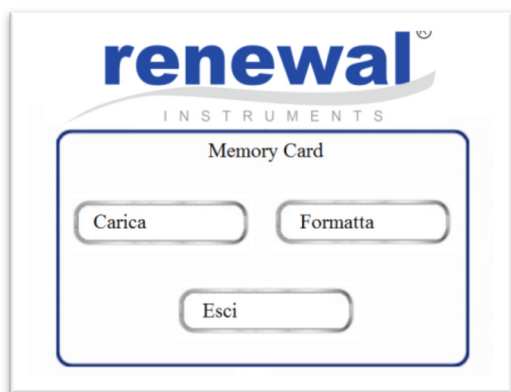 renewal®
INSTRUMENTS
Memory Card
Carica Formatta
Esci